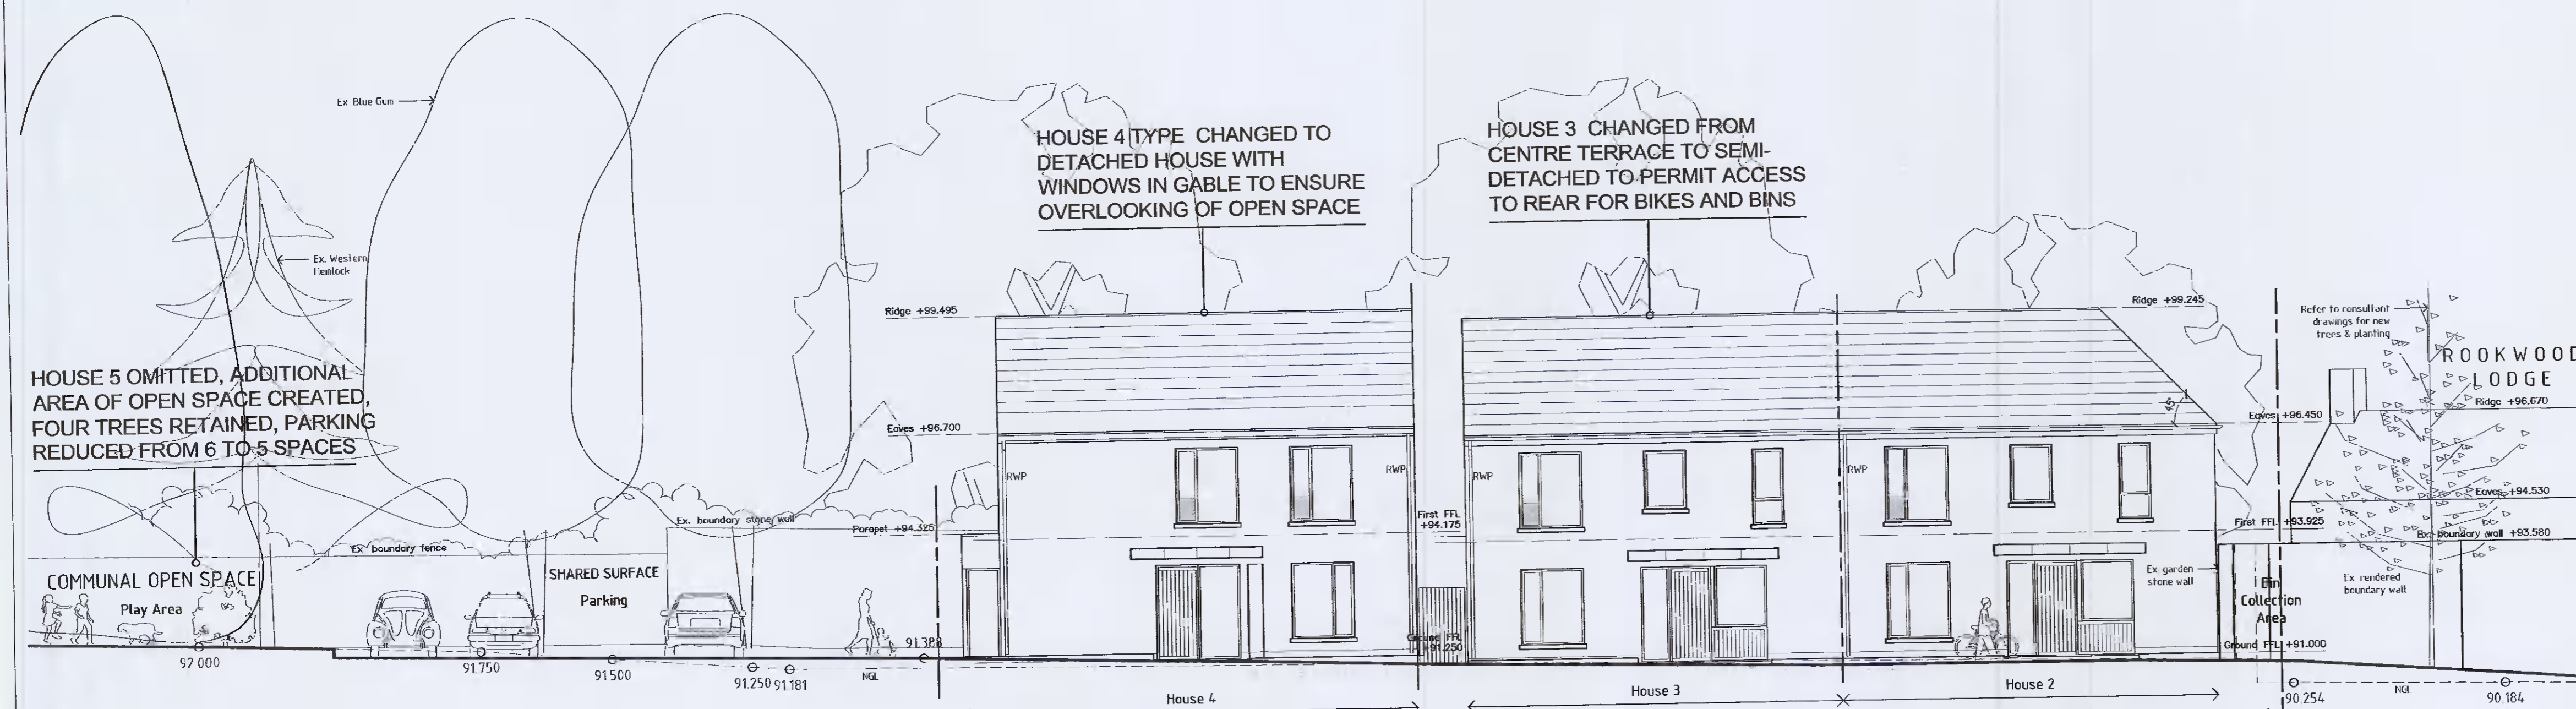 Ex Blue Gum
Ex. Western
Hemlock
HOUSE 5 OMITTED, ADDITIONAL
AREA OF OPEN SPACE CREATED,
FOUR TREES RETAINED, PARKING
REDUCED FROM 6 TO 5 SPACES
HOUSE 4 TYPE CHANGED TO
DETACHED HOUSE WITH
WINDOWS IN GABLE TO ENSURE
OVERLOOKING OF OPEN SPACE
HOUSE 3 CHANGED FROM
CENTRE TERRACE TO SEMI-
DETACHED TO PERMIT ACCESS
TO REAR FOR BIKES AND BINS
Ridge +99.495
Eaves +96.700
Parapet +94.325
Ridge +99.245
Refer to consultant
drawings for new
trees & planting
ROOKWOOD
LODGE
Ridge +96.670
Eaves +96.450
45°
Eaves +94.530
First FFL +93.925
Ex. boundary wall +93.580
RWP
RWP
RWP
RWP
First FFL
+94.175
Ex. boundary stone wall
Ex boundary fence
COMMUNAL OPEN SPACE
Play Area
SHARED SURFACE
Parking
Ex garden
stone wall
Bin
Collection
Area
Ex rendered
boundary wall
Ground FFL
+91.250
Ground FFL +91.000
91.388
92.000
91.750
91.500
91.250
91.181
NGL
House 4
House 3
House 2
90.254
NGL
90.184